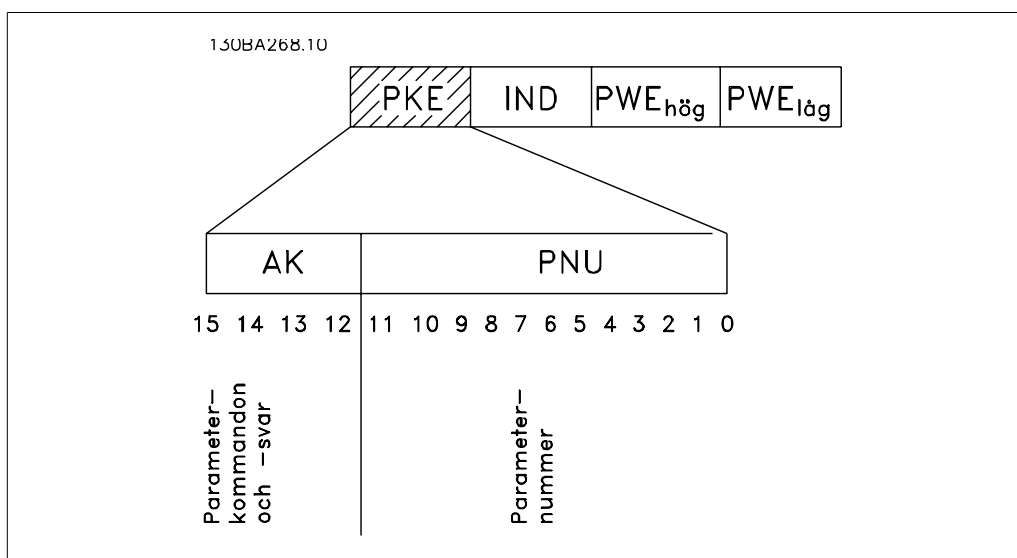 130BA268.10
PKE IND PWEhög PWElåg
AK PNU
15 14 13 12 11 10 9 8 7 6 5 4 3 2 1 0
Parameter-
kommandon
och -svar
Parameter-
nummer